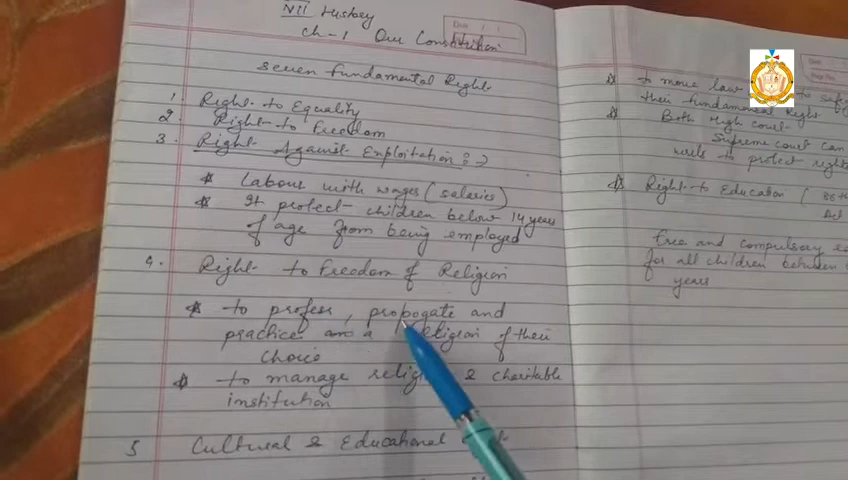 VII History
Ch-1 Our Constitution
Date
seven fundamental Right
1. Right to Equality
2. Right to Freedom
3. Right Against Exploitation :->
* Labour with wages (salaries)
* It protect children below 14 years
of age from being employed
4. Right to Freedom of Religion
* to profess, propogate and
practice a religion of their
choice
* to manage & charitable
institution
5 Cultural & Educational
* to move law to
their fundamental Right
* Both High Court
Supreme court can
writs to protect
* Right to Education (
Act
free and compulsory
for all children between
years